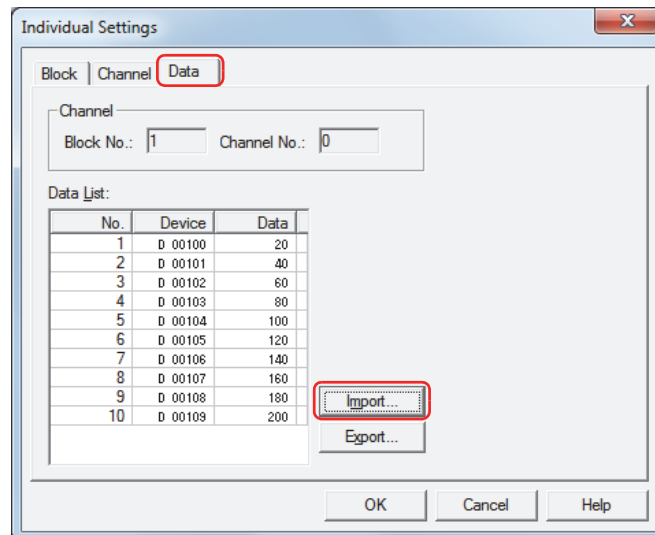 Individual Settings
X
Block Channel Data
Channel
Block No.: 1 Channel No.: 0
Data List:
No. Device Data
1 D 00100 20
2 D 00101 40
3 D 00102 60
4 D 00103 80
5 D 00104 100
6 D 00105 120
7 D 00106 140
8 D 00107 160
9 D 00108 180
10 D 00109 200
Import...
Export...
OK Cancel Help